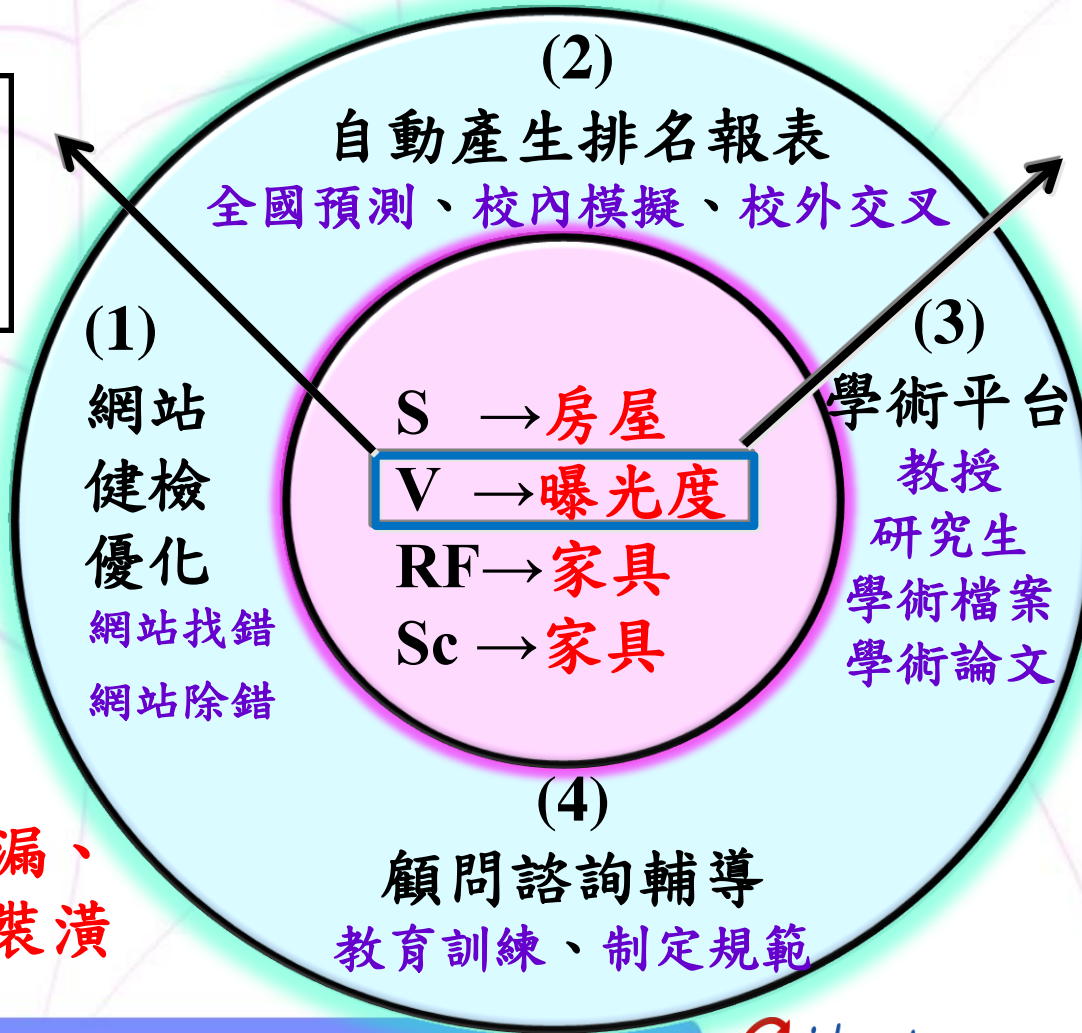 (2)
自動產生排名報表
全國預測、校內模擬、校外交叉
(1)
網站
健檢
優化
網站找錯
網站除錯
S →房屋
V →曝光度
RF→家具
Sc →家具
(3)
學術平台
教授
研究生
學術檔案
學術論文
(4)
顧問諮詢輔導
教育訓練、制定規範
漏、
裝潢